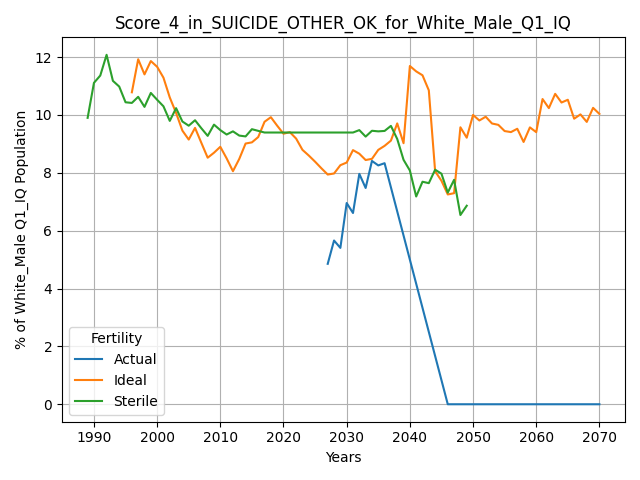 Score_4_in_SUICIDE_OTHER_OK_for_White_Male_Q1_IQ
% of White_Male Q1_IQ Population
12
10
8
6
4
2
0
Fertility
Actual
Ideal
Sterile
1990 2000 2010 2020 2030 2040 2050 2060 2070
Years